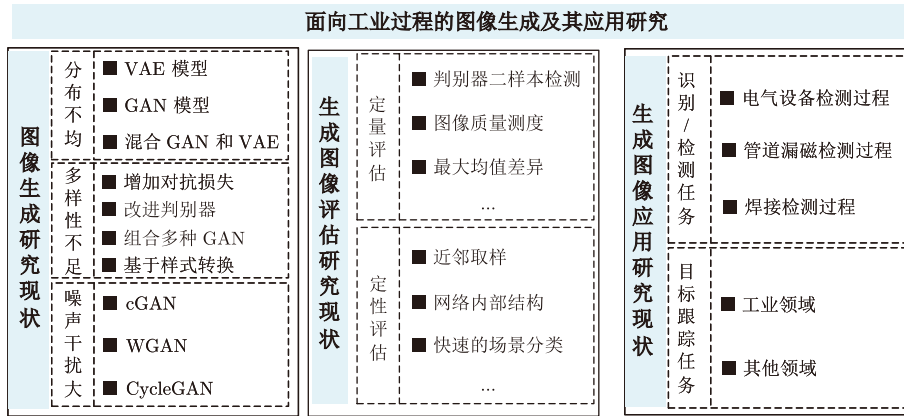 面向工业过程的图像生成及其应用研究
图像生成研究现状
分布不均
■ VAE 模型
■ GAN 模型
■ 混合 GAN 和 VAE
多样性不足
■ 增加对抗损失
■ 改进判别器
■ 组合多种 GAN
■ 基于样式转换
噪声干扰大
■ cGAN
■ WGAN
■ CycleGAN
生成图像评估研究现状
定量评估
■ 判别器二样本检测
■ 图像质量测度
■ 最大均值差异
...
定性评估
■ 近邻取样
■ 网络内部结构
■ 快速的场景分类
...
生成图像应用研究现状
识别/检测任务
■ 电气设备检测过程
■ 管道漏磁检测过程
■ 焊接检测过程
目标跟踪任务
■ 工业领域
■ 其他领域